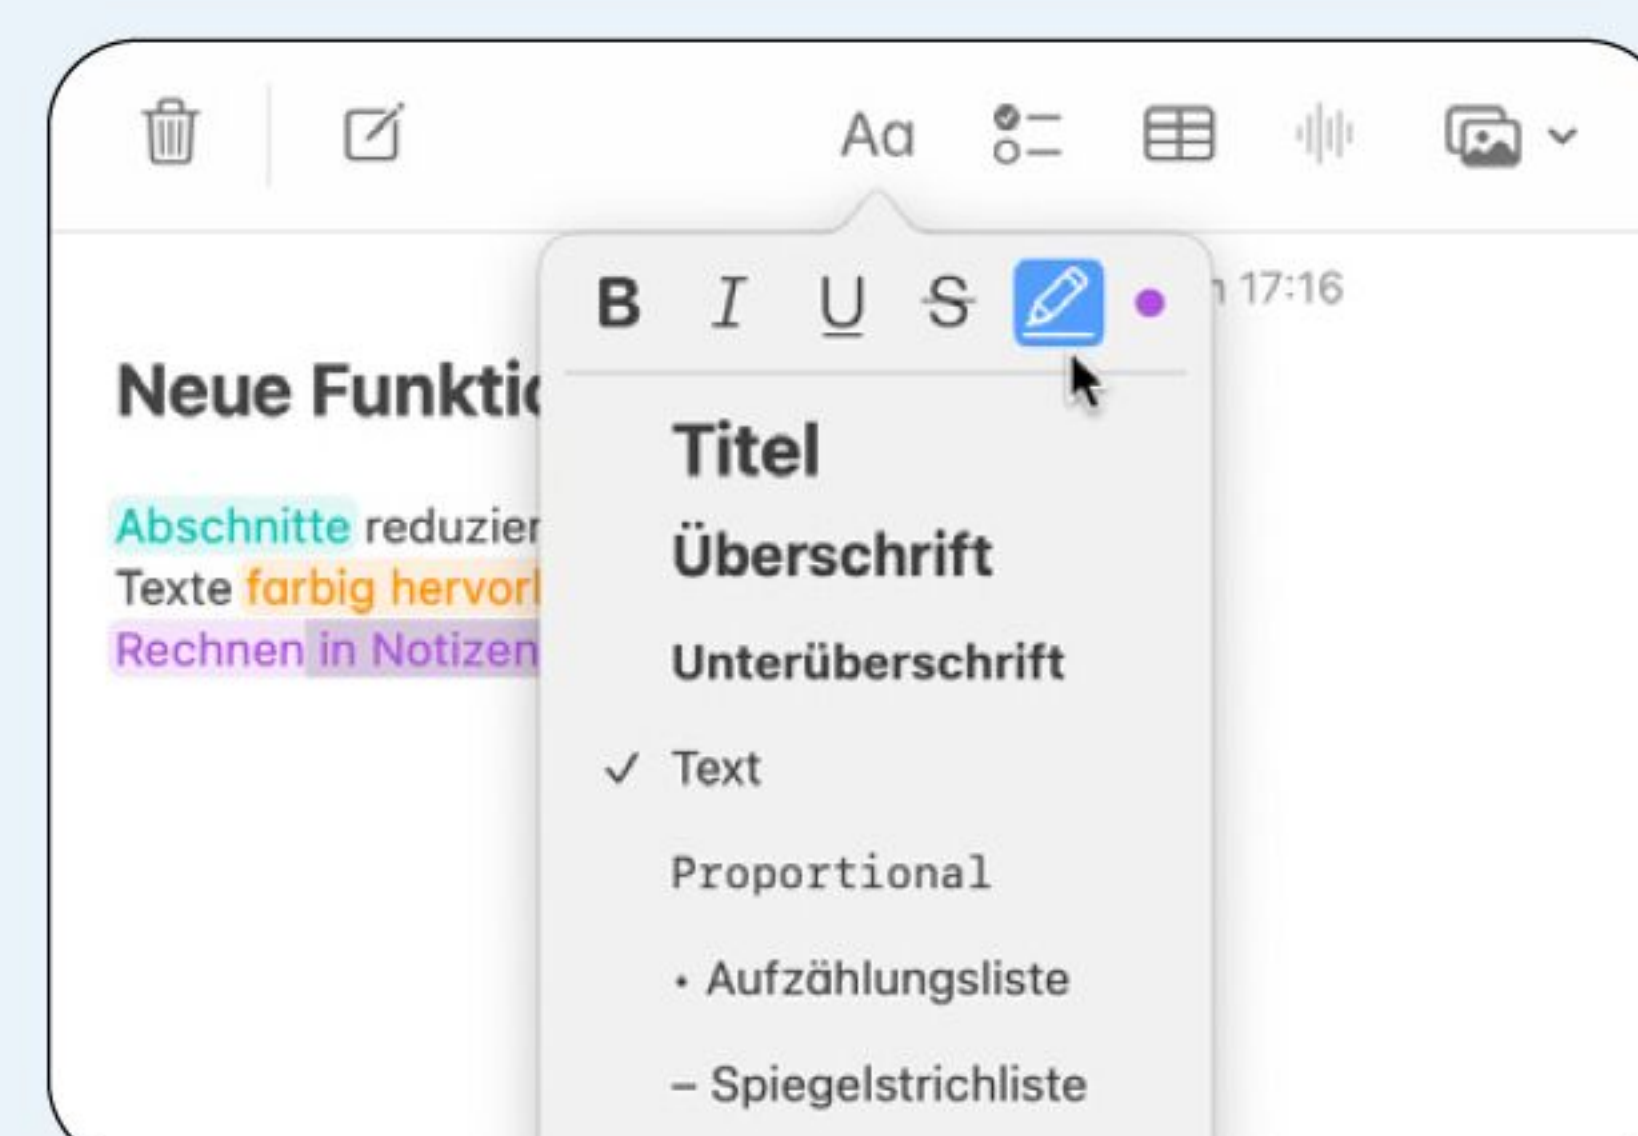 Aa
B I U S
17:16
Neue Funktio
Abschnitte reduzier
Texte farbig hervor
Rechnen in Notizen
Titel
Überschrift
Unterüberschrift
✓ Text
Proportional
• Aufzählungsliste
– Spiegelstrichliste